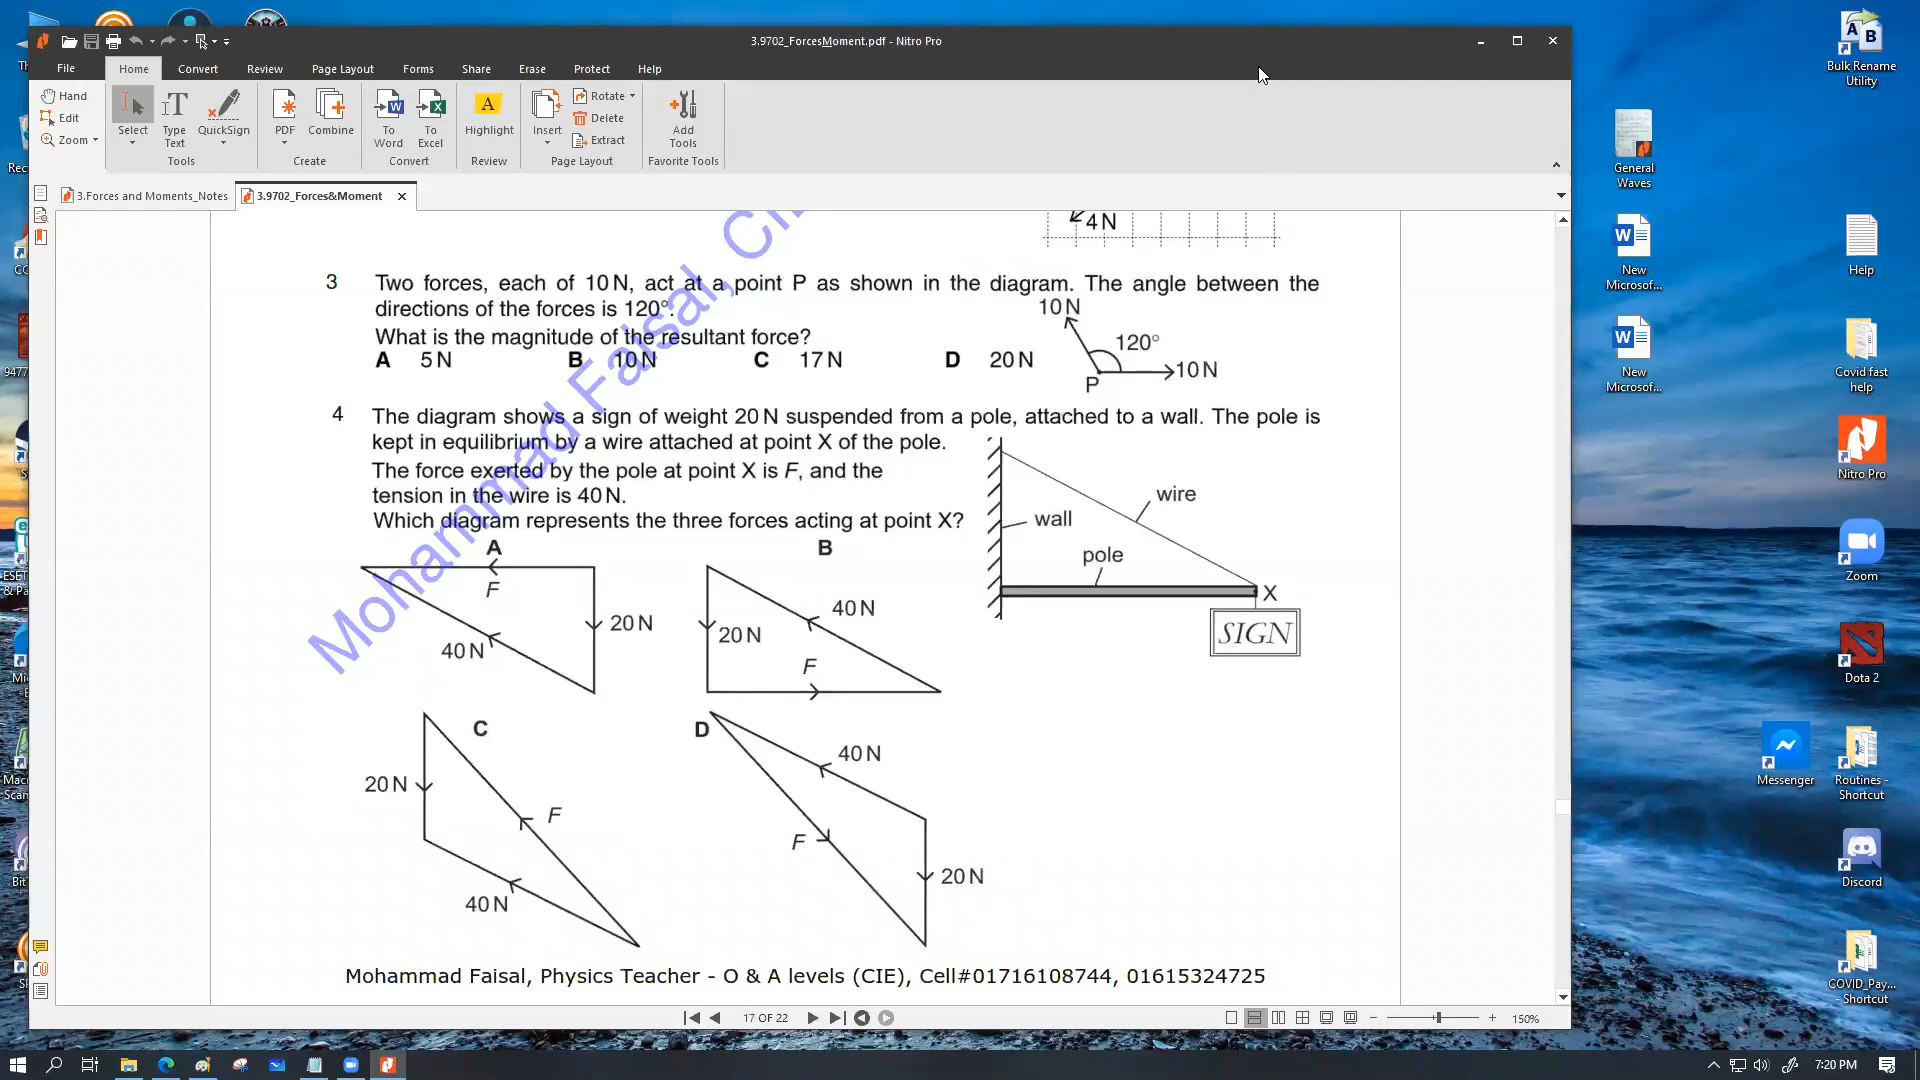 3.9702_ForcesMoment.pdf - Nitro Pro
File Home Convert Review Page Layout Forms Share Erase Protect Help
Hand
Edit
Zoom
Select
Type Text
QuickSign
Tools
PDF
Combine
Create
To Word
To Excel
Convert
Highlight
Review
Insert
Rotate
Delete
Extract
Page Layout
Add Tools
Favorite Tools
3.Forces and Moments_Notes
3.9702_Forces&Moment
4 N
3 Two forces, each of 10 N, act at a point P as shown in the diagram. The angle between the
directions of the forces is 120°.
What is the magnitude of the resultant force?
A 5 N B 10 N C 17 N D 20 N
10 N
120°
10 N
P
4 The diagram shows a sign of weight 20 N suspended from a pole, attached to a wall. The pole is
kept in equilibrium by a wire attached at point X of the pole.
The force exerted by the pole at point X is F, and the
tension in the wire is 40 N.
Which diagram represents the three forces acting at point X?
wire
wall
pole
X
SIGN
A
F
20 N
40 N
B
40 N
20 N
F
C
20 N
F
40 N
D
40 N
F
20 N
Mohammad Faisal,
Mohammad Faisal, Physics Teacher - O & A levels (CIE), Cell#01716108744, 01615324725
17 OF 22
150%
Bulk Rename
Utility
General
Waves
New
Microsof...
Help
New
Microsof...
Covid fast
help
Nitro Pro
Zoom
Dota 2
Messenger
Routines -
Shortcut
Discord
COVID_Pay...
- Shortcut
7:20 PM